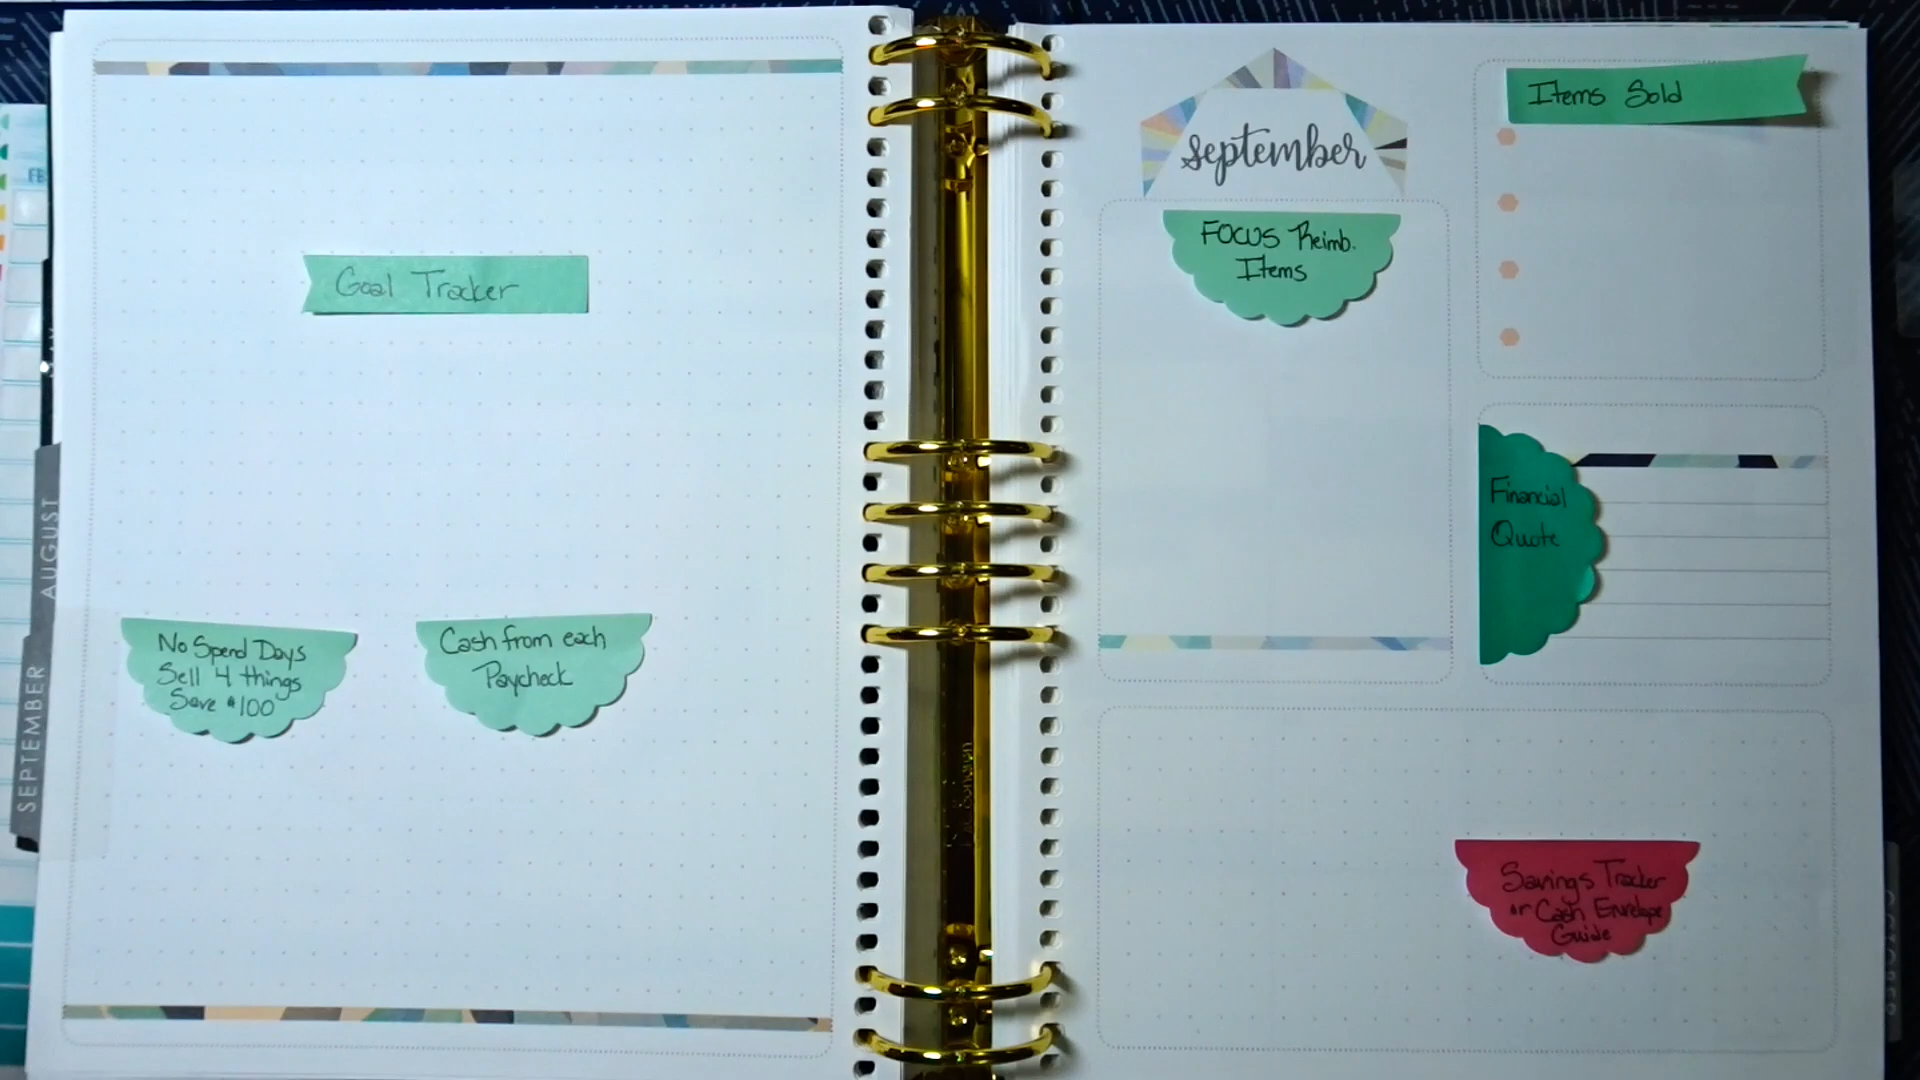 Goal Tracker
No Spend Days
Sell 4 things
Save $100
Cash from each
Paycheck
AUGUST
SEPTEMBER
september
FOCUS Reimb.
Items
Items Sold
Financial
Quote
Savings Tracker
or Cash Envelope
Guide
OCTOBER